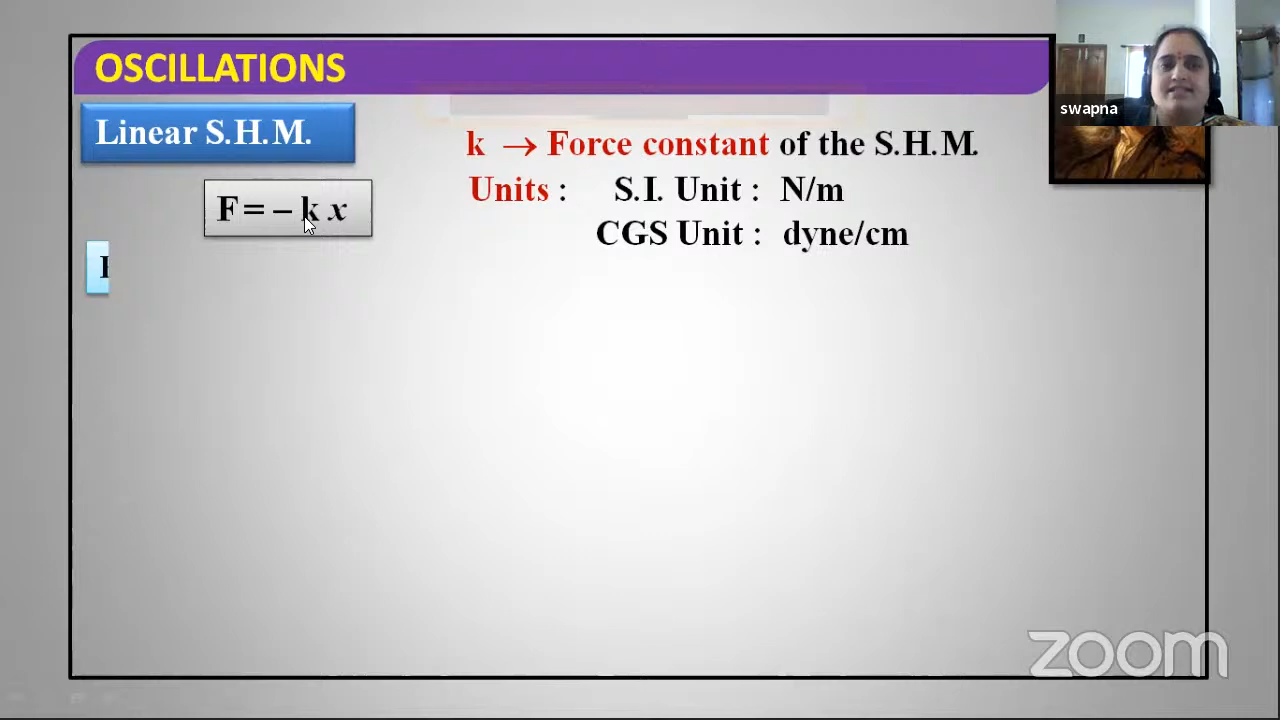 OSCILLATIONS
swapna
Linear S.H.M.
k → Force constant of the S.H.M.
Units : S.I. Unit : N/m
F = – k x
CGS Unit : dyne/cm
zoom